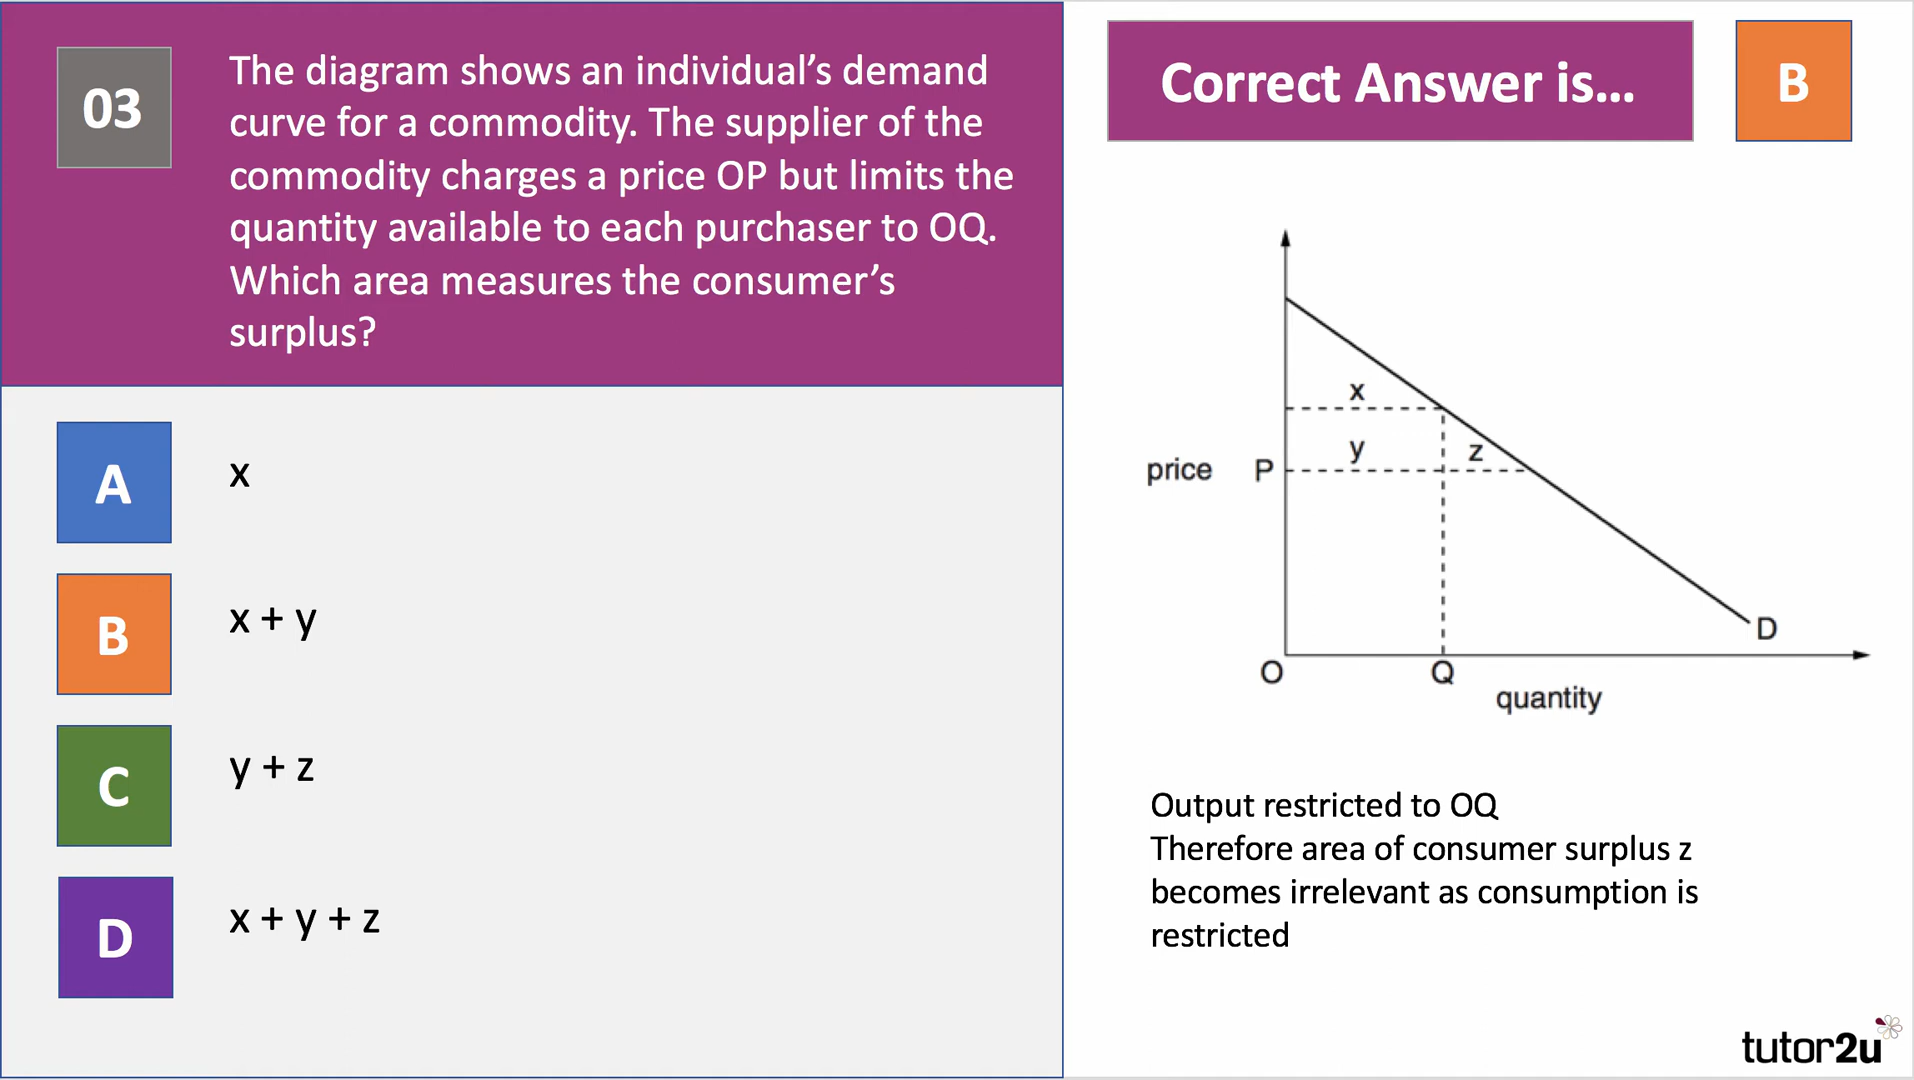 03
The diagram shows an individual’s demand
curve for a commodity. The supplier of the
commodity charges a price OP but limits the
quantity available to each purchaser to OQ.
Which area measures the consumer’s
surplus?
A
x
B
x + y
C
y + z
D
x + y + z
Correct Answer is...
B
x
y
z
price
P
D
O
Q
quantity
Output restricted to OQ
Therefore area of consumer surplus z
becomes irrelevant as consumption is
restricted
tutor2u